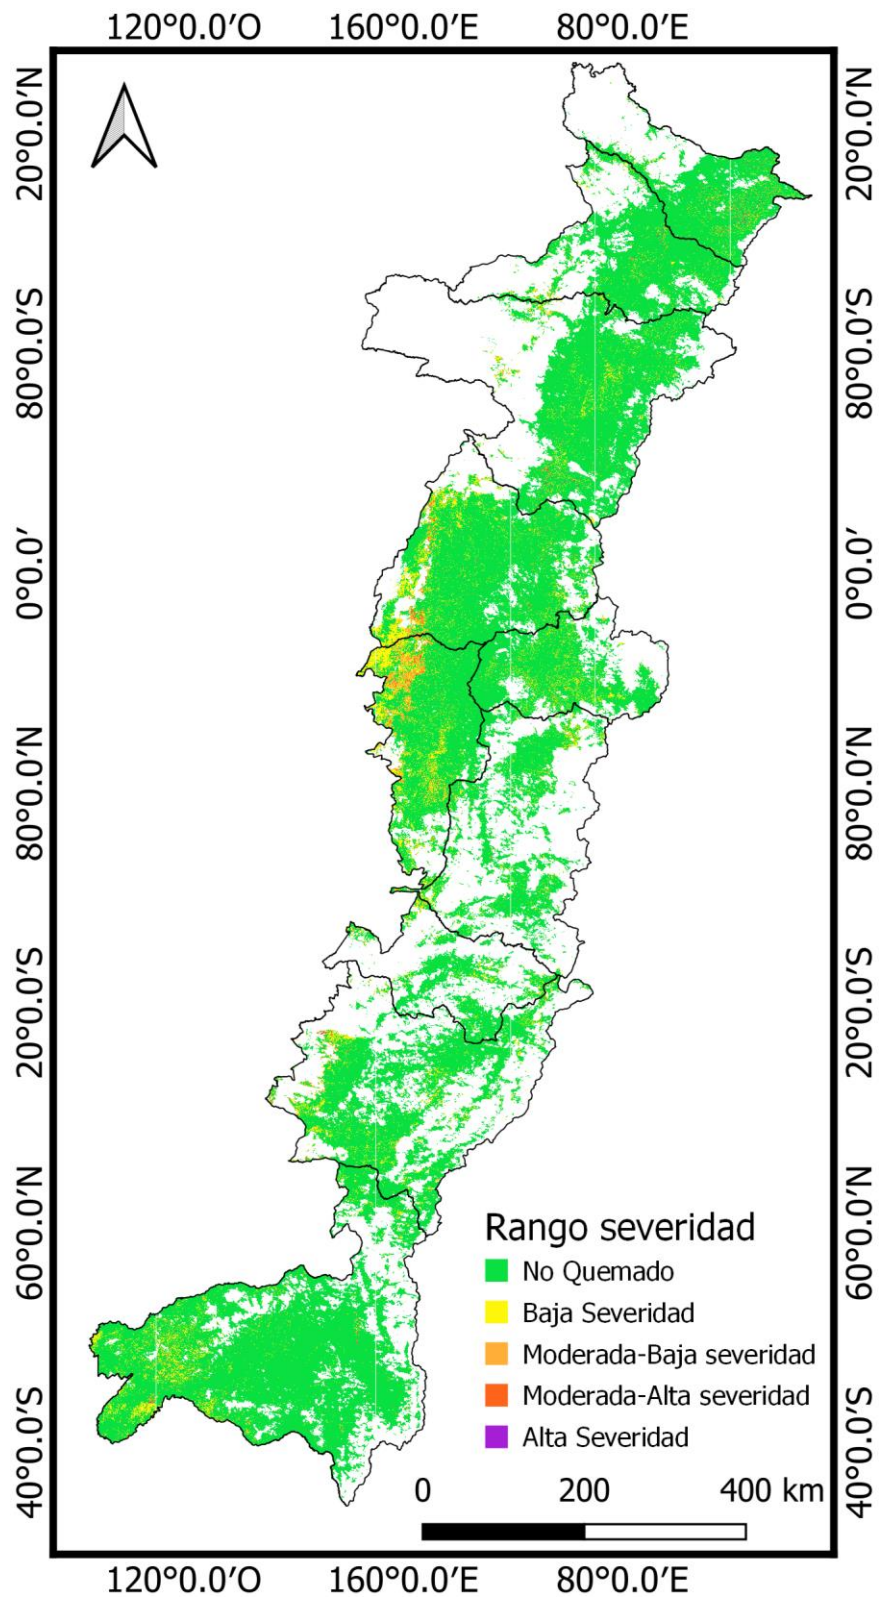 120°0.0′O 160°0.0′E 80°0.0′E
20°0.0′N
20°0.0′N
80°0.0′S
80°0.0′S
0°0.0′
0°0.0′
80°0.0′N
80°0.0′N
20°0.0′S
20°0.0′S
60°0.0′N
60°0.0′N
40°0.0′S
40°0.0′S
Rango severidad
No Quemado
Baja Severidad
Moderada-Baja severidad
Moderada-Alta severidad
Alta Severidad
0 200 400 km
120°0.0′O 160°0.0′E 80°0.0′E